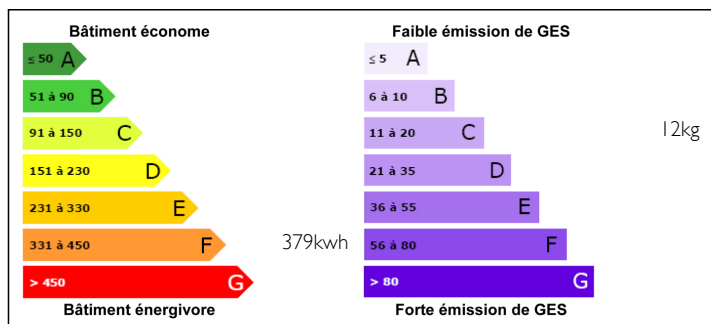 Bâtiment économe
≤ 50 A
51 à 90 B
91 à 150 C
151 à 230 D
231 à 330 E
331 à 450 F
379kwh
> 450 G
Bâtiment énergivore
Faible émission de GES
≤ 5 A
6 à 10 B
11 à 20 C
12kg
21 à 35 D
36 à 55 E
56 à 80 F
> 80 G
Forte émission de GES